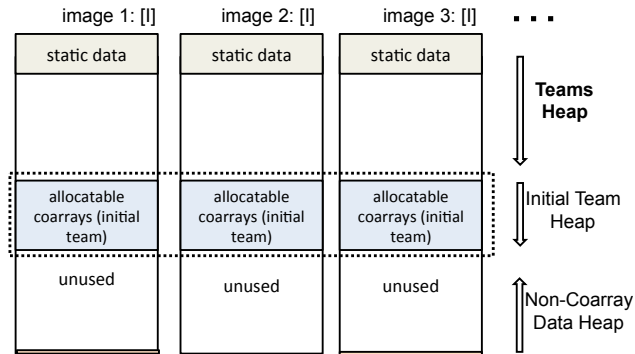 image 1: [I] image 2: [I] image 3: [I]
static data static data static data
Teams
Heap
allocatable
coarrays (initial
team)
allocatable
coarrays (initial
team)
allocatable
coarrays (initial
team)
Initial Team
Heap
unused unused unused
Non-Coarray
Data Heap